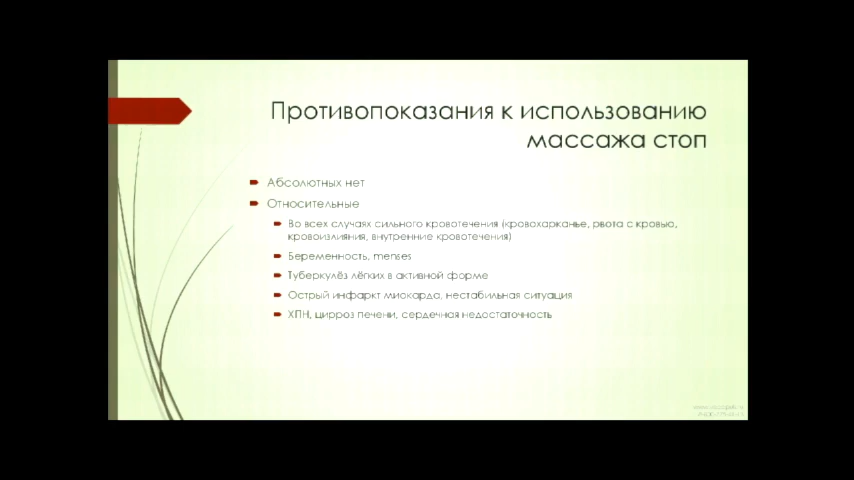 Противопоказания к использованию
массажа стоп
Абсолютных нет
Относительные
Во всех случаях сильного кровотечения (кровохарканье, рвота с кровью,
кровоизлияния, внутренние кровотечения)
Беременность, menses
Туберкулёз лёгких в активной форме
Острый инфаркт миокарда, нестабильная ситуация
ХПН, цирроз печени, сердечная недостаточность